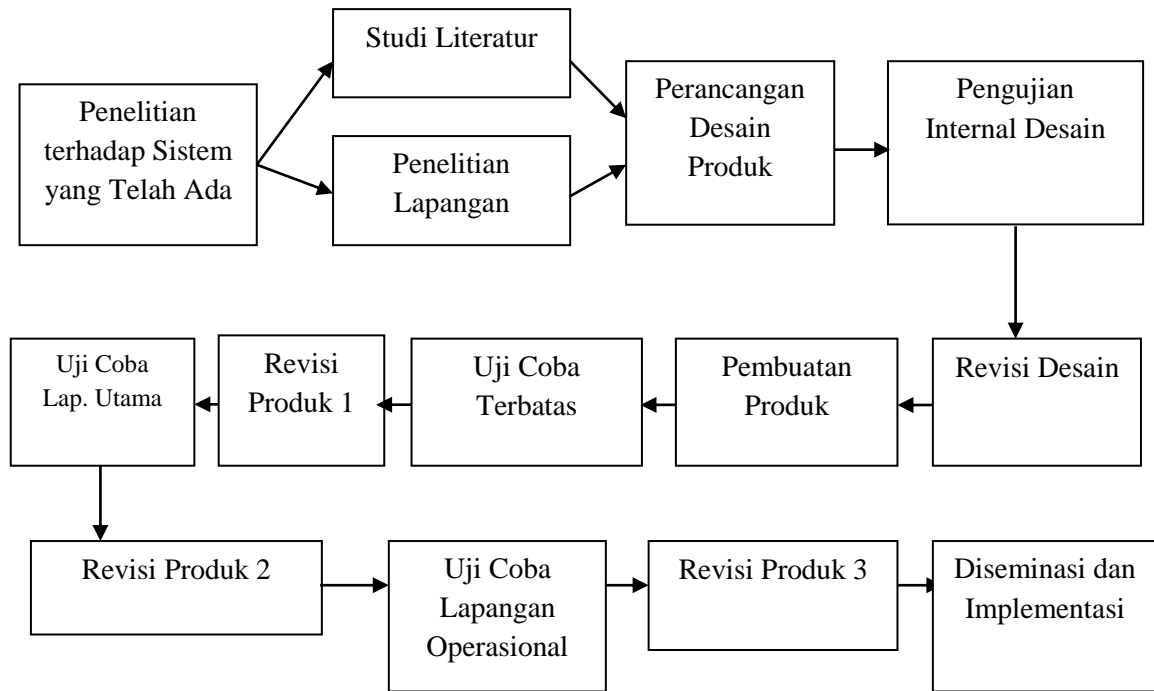 Penelitian
terhadap Sistem
yang Telah Ada
Studi Literatur
Penelitian
Lapangan
Perancangan
Desain
Produk
Pengujian
Internal Desain
Revisi Desain
Pembuatan
Produk
Uji Coba
Terbatas
Revisi
Produk 1
Uji Coba
Lap. Utama
Revisi Produk 2
Uji Coba
Lapangan
Operasional
Revisi Produk 3
Diseminasi dan
Implementasi